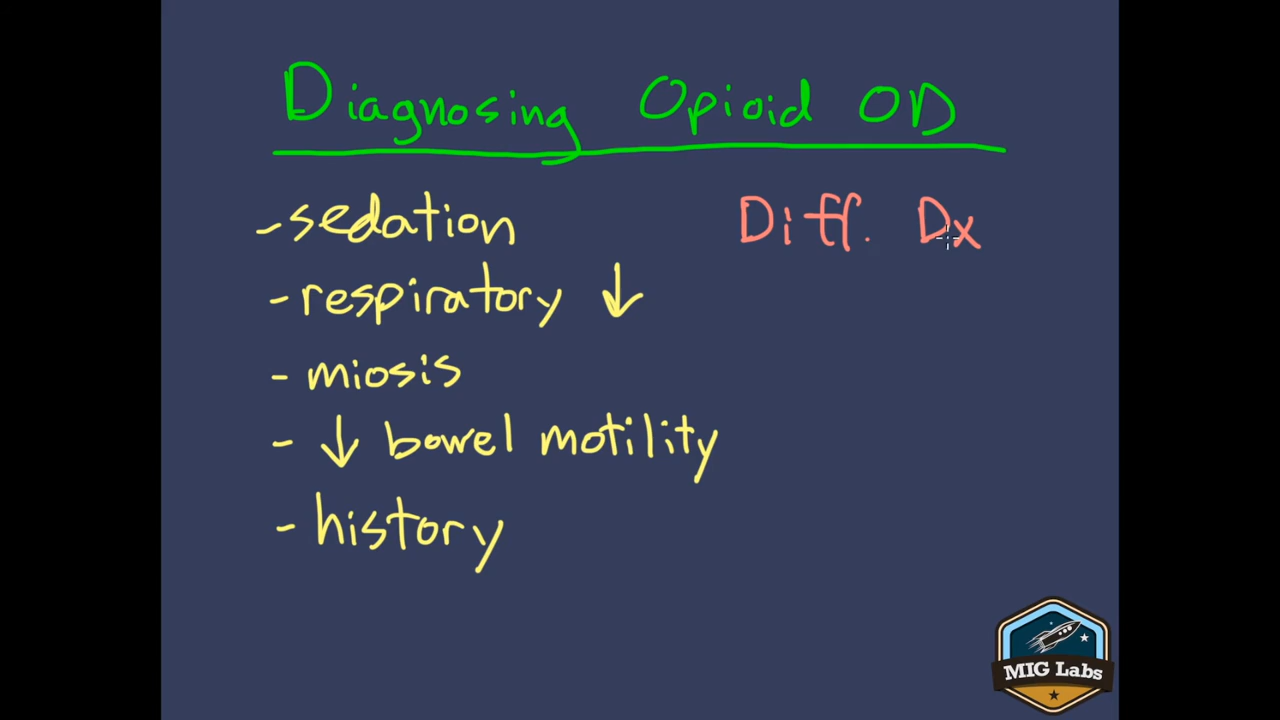 Diagnosing Opioid OD
- sedation
- respiratory ↓
- miosis
- ↓ bowel motility
- history
Diff. Dx
MIG Labs